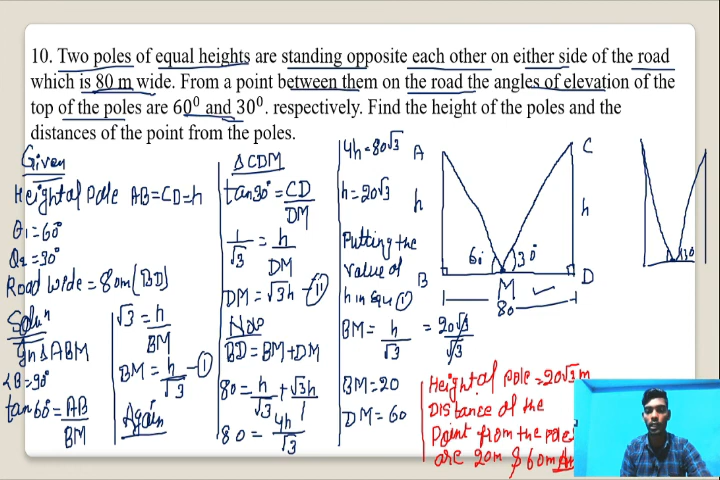 10. Two poles of equal heights are standing opposite each other on either side of the road
which is 80 m wide. From a point between them on the road the angles of elevation of the
top of the poles are 60⁰ and 30⁰. respectively. Find the height of the poles and the
distances of the point from the poles.
Given
Height of Pole AB=CD=h
θ1=60°
θ2=30°
Road wide=80m(BD)
Soluⁿ
In ΔABM
∠B=90°
tan60°=AB/BM
√3=h/BM
BM=h/√3 -①
Again
ΔCDM
tan30°=CD/DM
1/√3=h/DM
DM=√3h-⑪
Now
BD=BM+DM
80=h/√3+√3h/1
80=4h/√3
4h=80√3
h=20√3
Putting the
value of
h in Equ ①
BM=h/√3=20√3/√3
BM=20
DM=60
A
C
h
h
60°
30°
B
M
D
80
30
Height of pole=20√3m
Distance of the
Point from the pole
are 20m & 60m